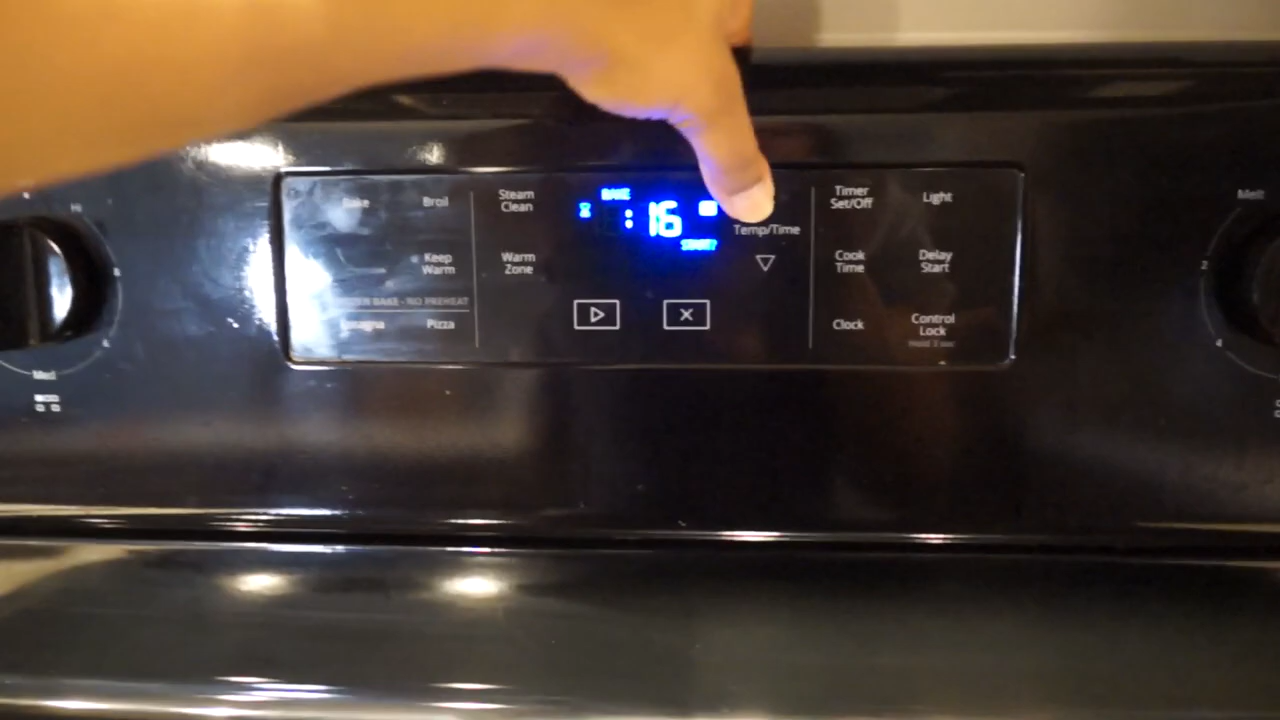 Hi
Med
Bake
Broil
Keep
Warm
BAKE - NO PREHEAT
Pizza
Steam
Clean
Warm
Zone
BAKE
:16
START?
Temp/Time
Timer
Set/Off
Light
Cook
Time
Delay
Start
Clock
Control
Lock
Hold 3 sec
Melt
2
4